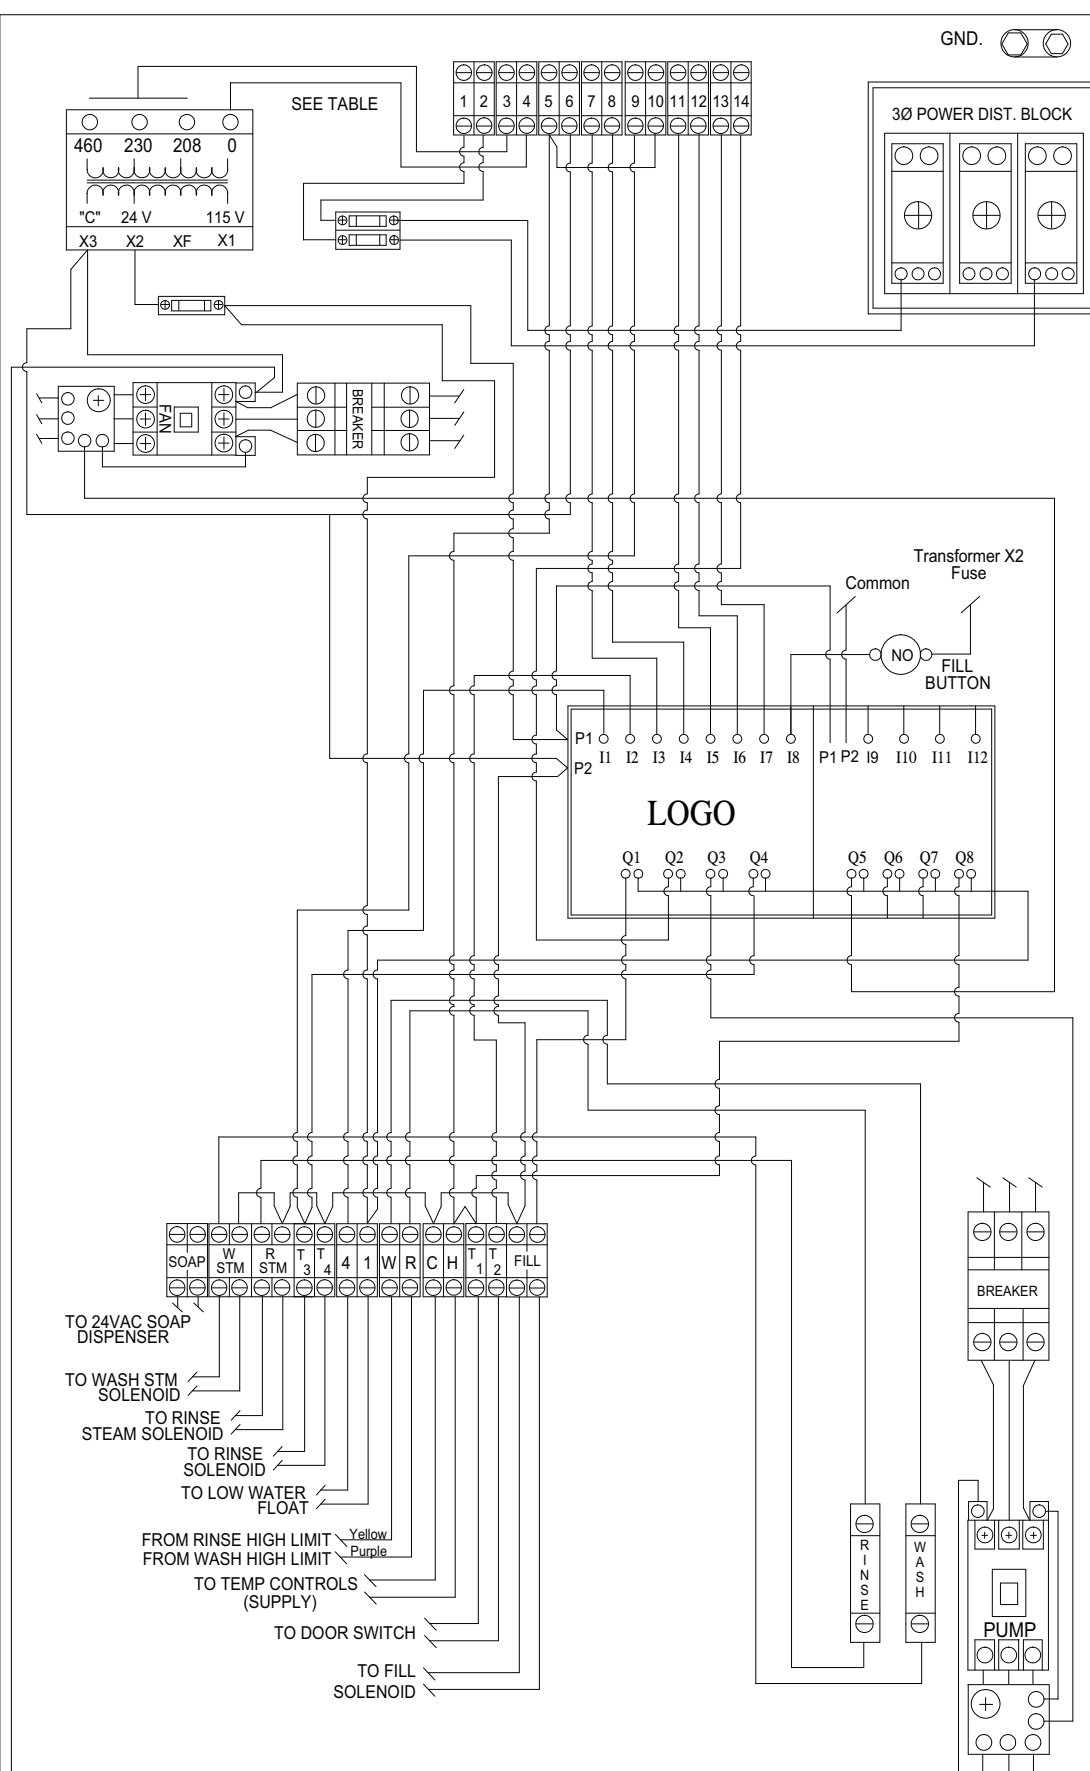 GND.
SEE TABLE
1 2 3 4 5 6 7 8 9 10 11 12 13 14
3Ø POWER DIST. BLOCK
460 230 208 0
"C" 24 V 115 V
X3 X2 XF X1
FAN
BREAKER
Transformer X2
Fuse
Common
NO
FILL
BUTTON
P1 I1 I2 I3 I4 I5 I6 I7 I8 P1 P2 I9 I10 I11 I12
P2
LOGO
Q1 Q2 Q3 Q4 Q5 Q6 Q7 Q8
SOAP
W
STM
R
STM
T
3
T
4
4
1
W
R
C
H
T
1
T
2
FILL
TO 24VAC SOAP
DISPENSER
TO WASH STM
SOLENOID
TO RINSE
STEAM SOLENOID
TO RINSE
SOLENOID
TO LOW WATER
FLOAT
FROM RINSE HIGH LIMIT Yellow
FROM WASH HIGH LIMIT Purple
TO TEMP CONTROLS
(SUPPLY)
TO DOOR SWITCH
TO FILL
SOLENOID
BREAKER
RINSE
WASH
PUMP